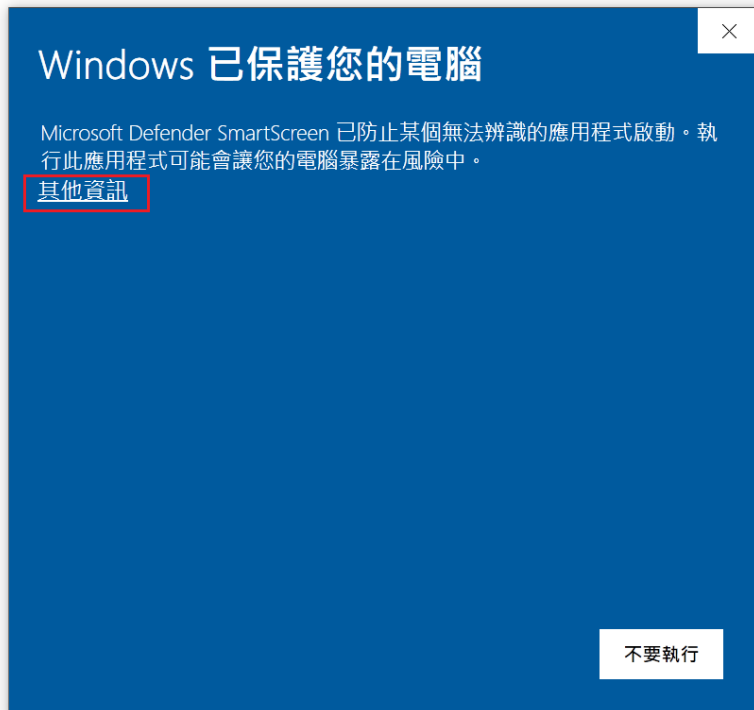 Windows 已保護您的電腦
Microsoft Defender SmartScreen 已防止某個無法辨識的應用程式啟動。執
行此應用程式可能會讓您的電腦暴露在風險中。
其他資訊
不要執行